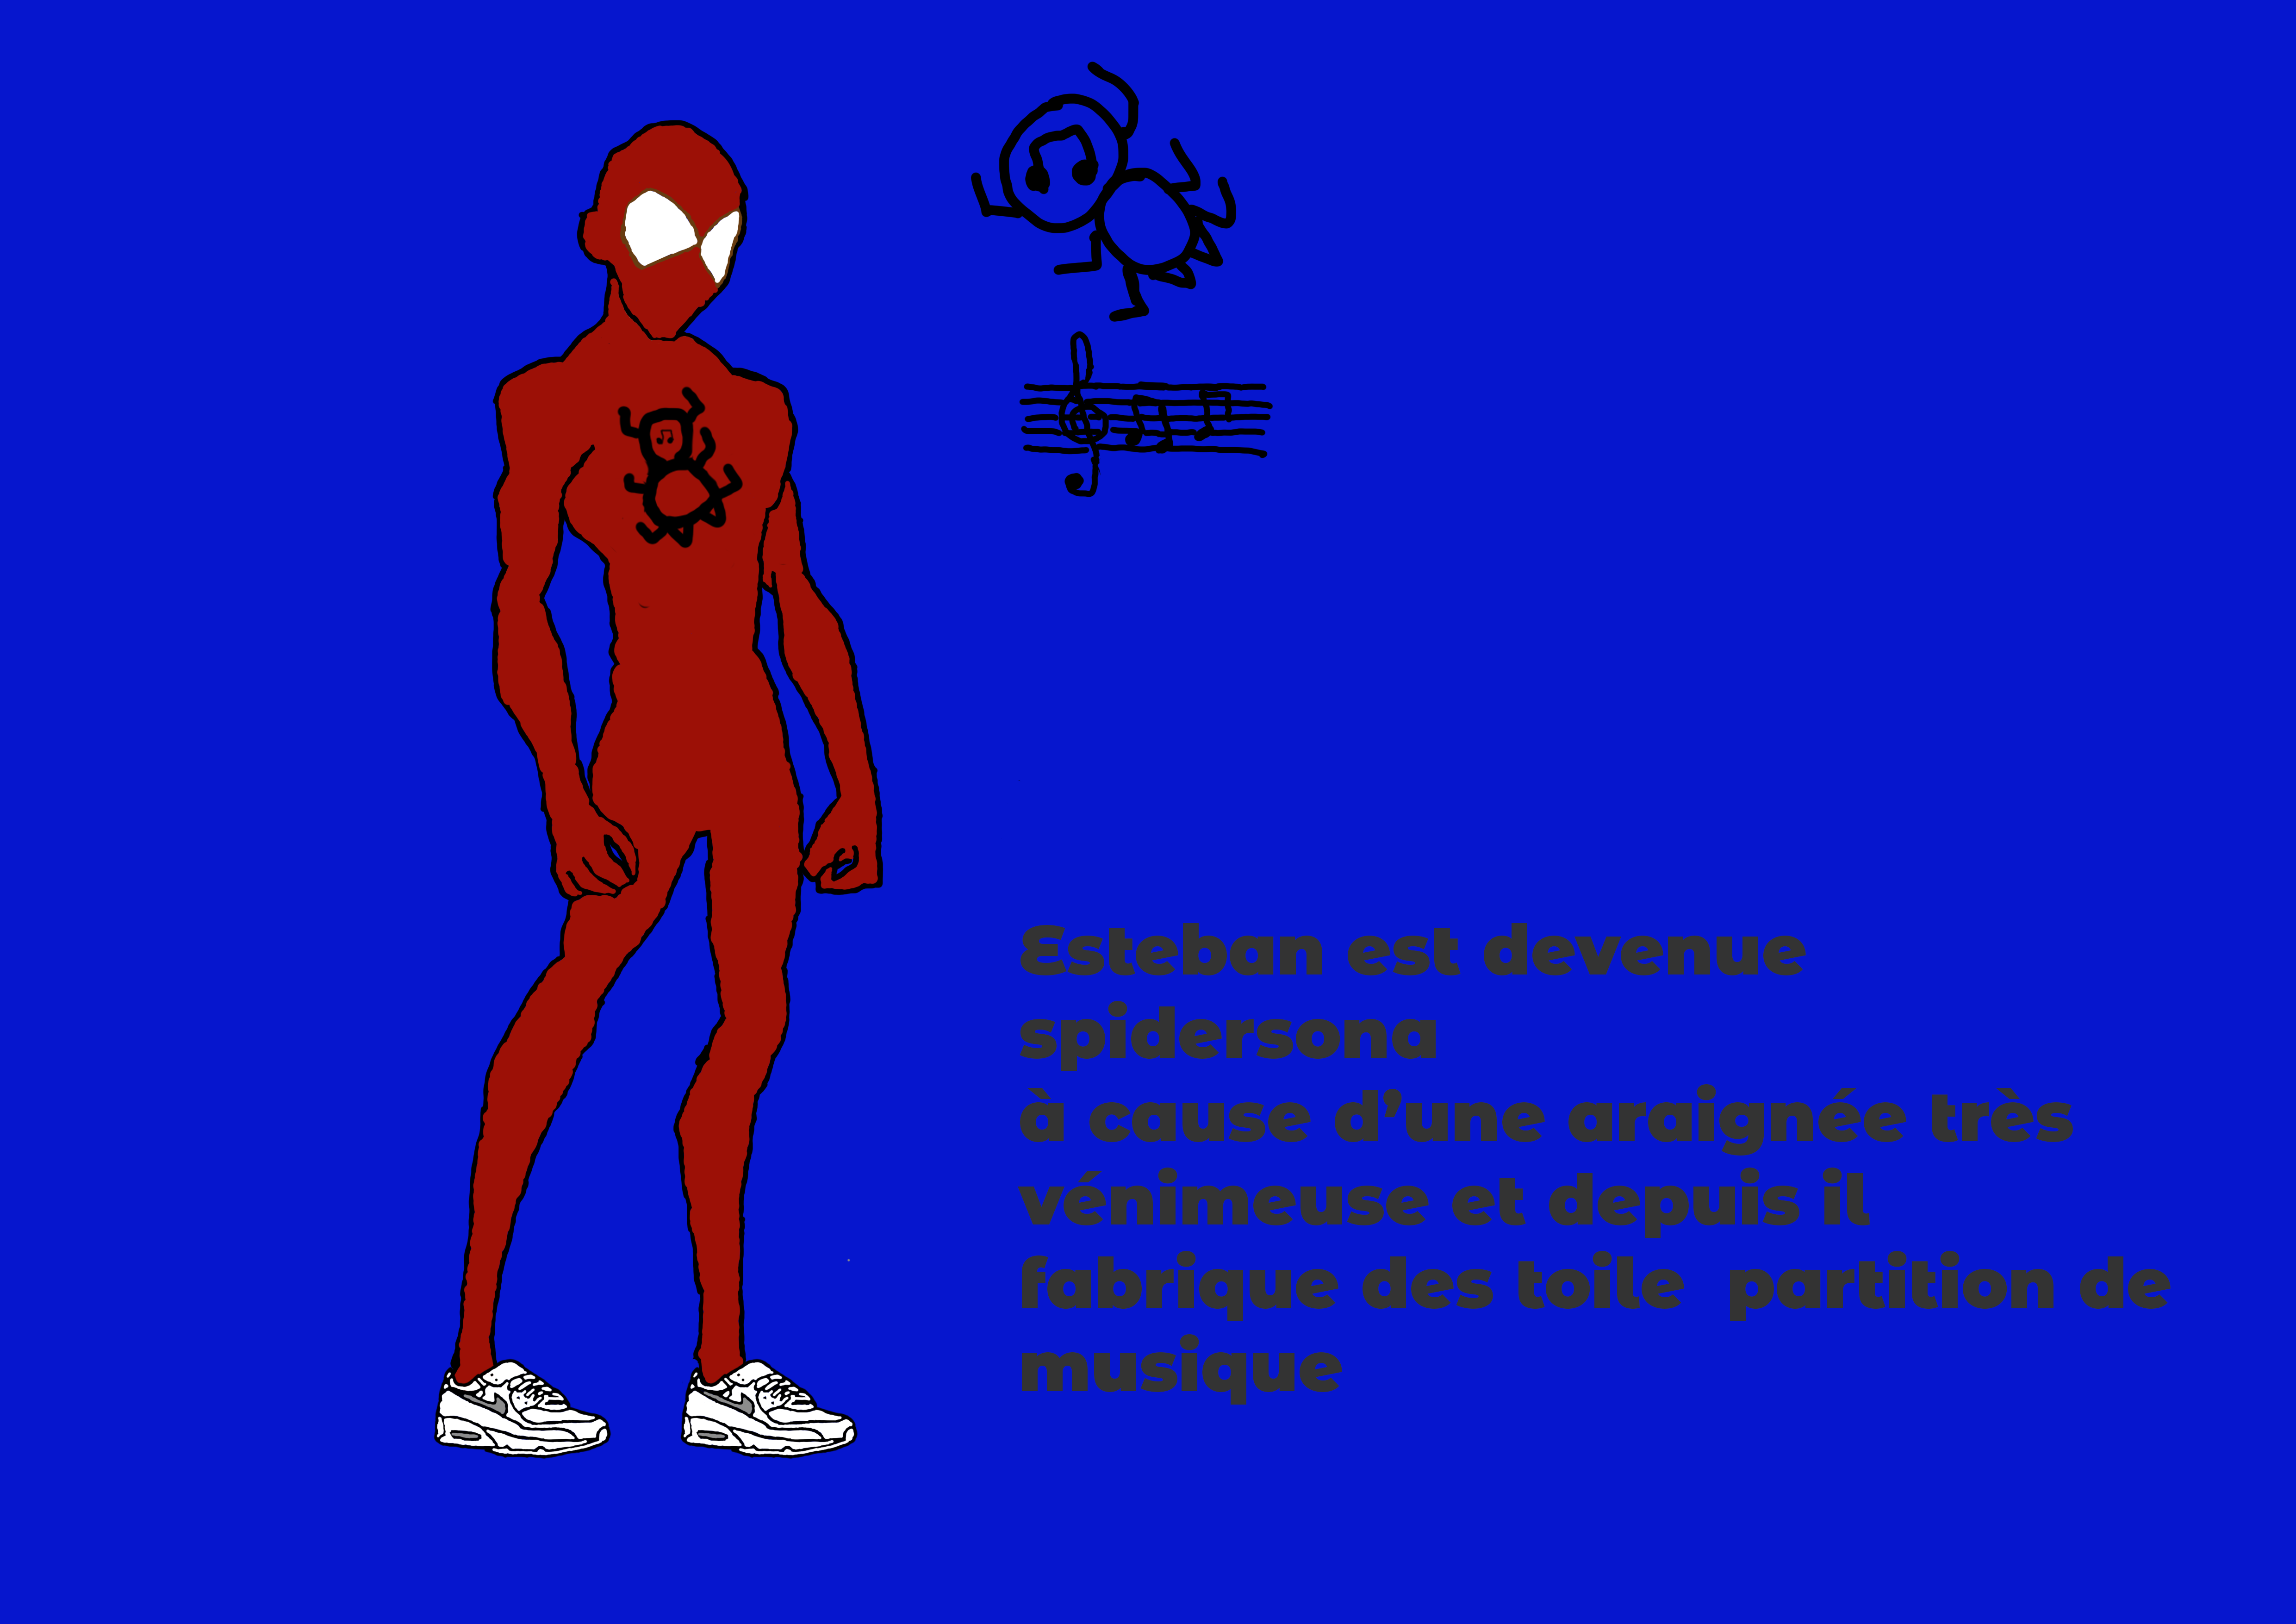 Esteban est devenue
spidersona
à cause d’une araignée très
vénimeuse et depuis il
fabrique des toile  partition de
musique